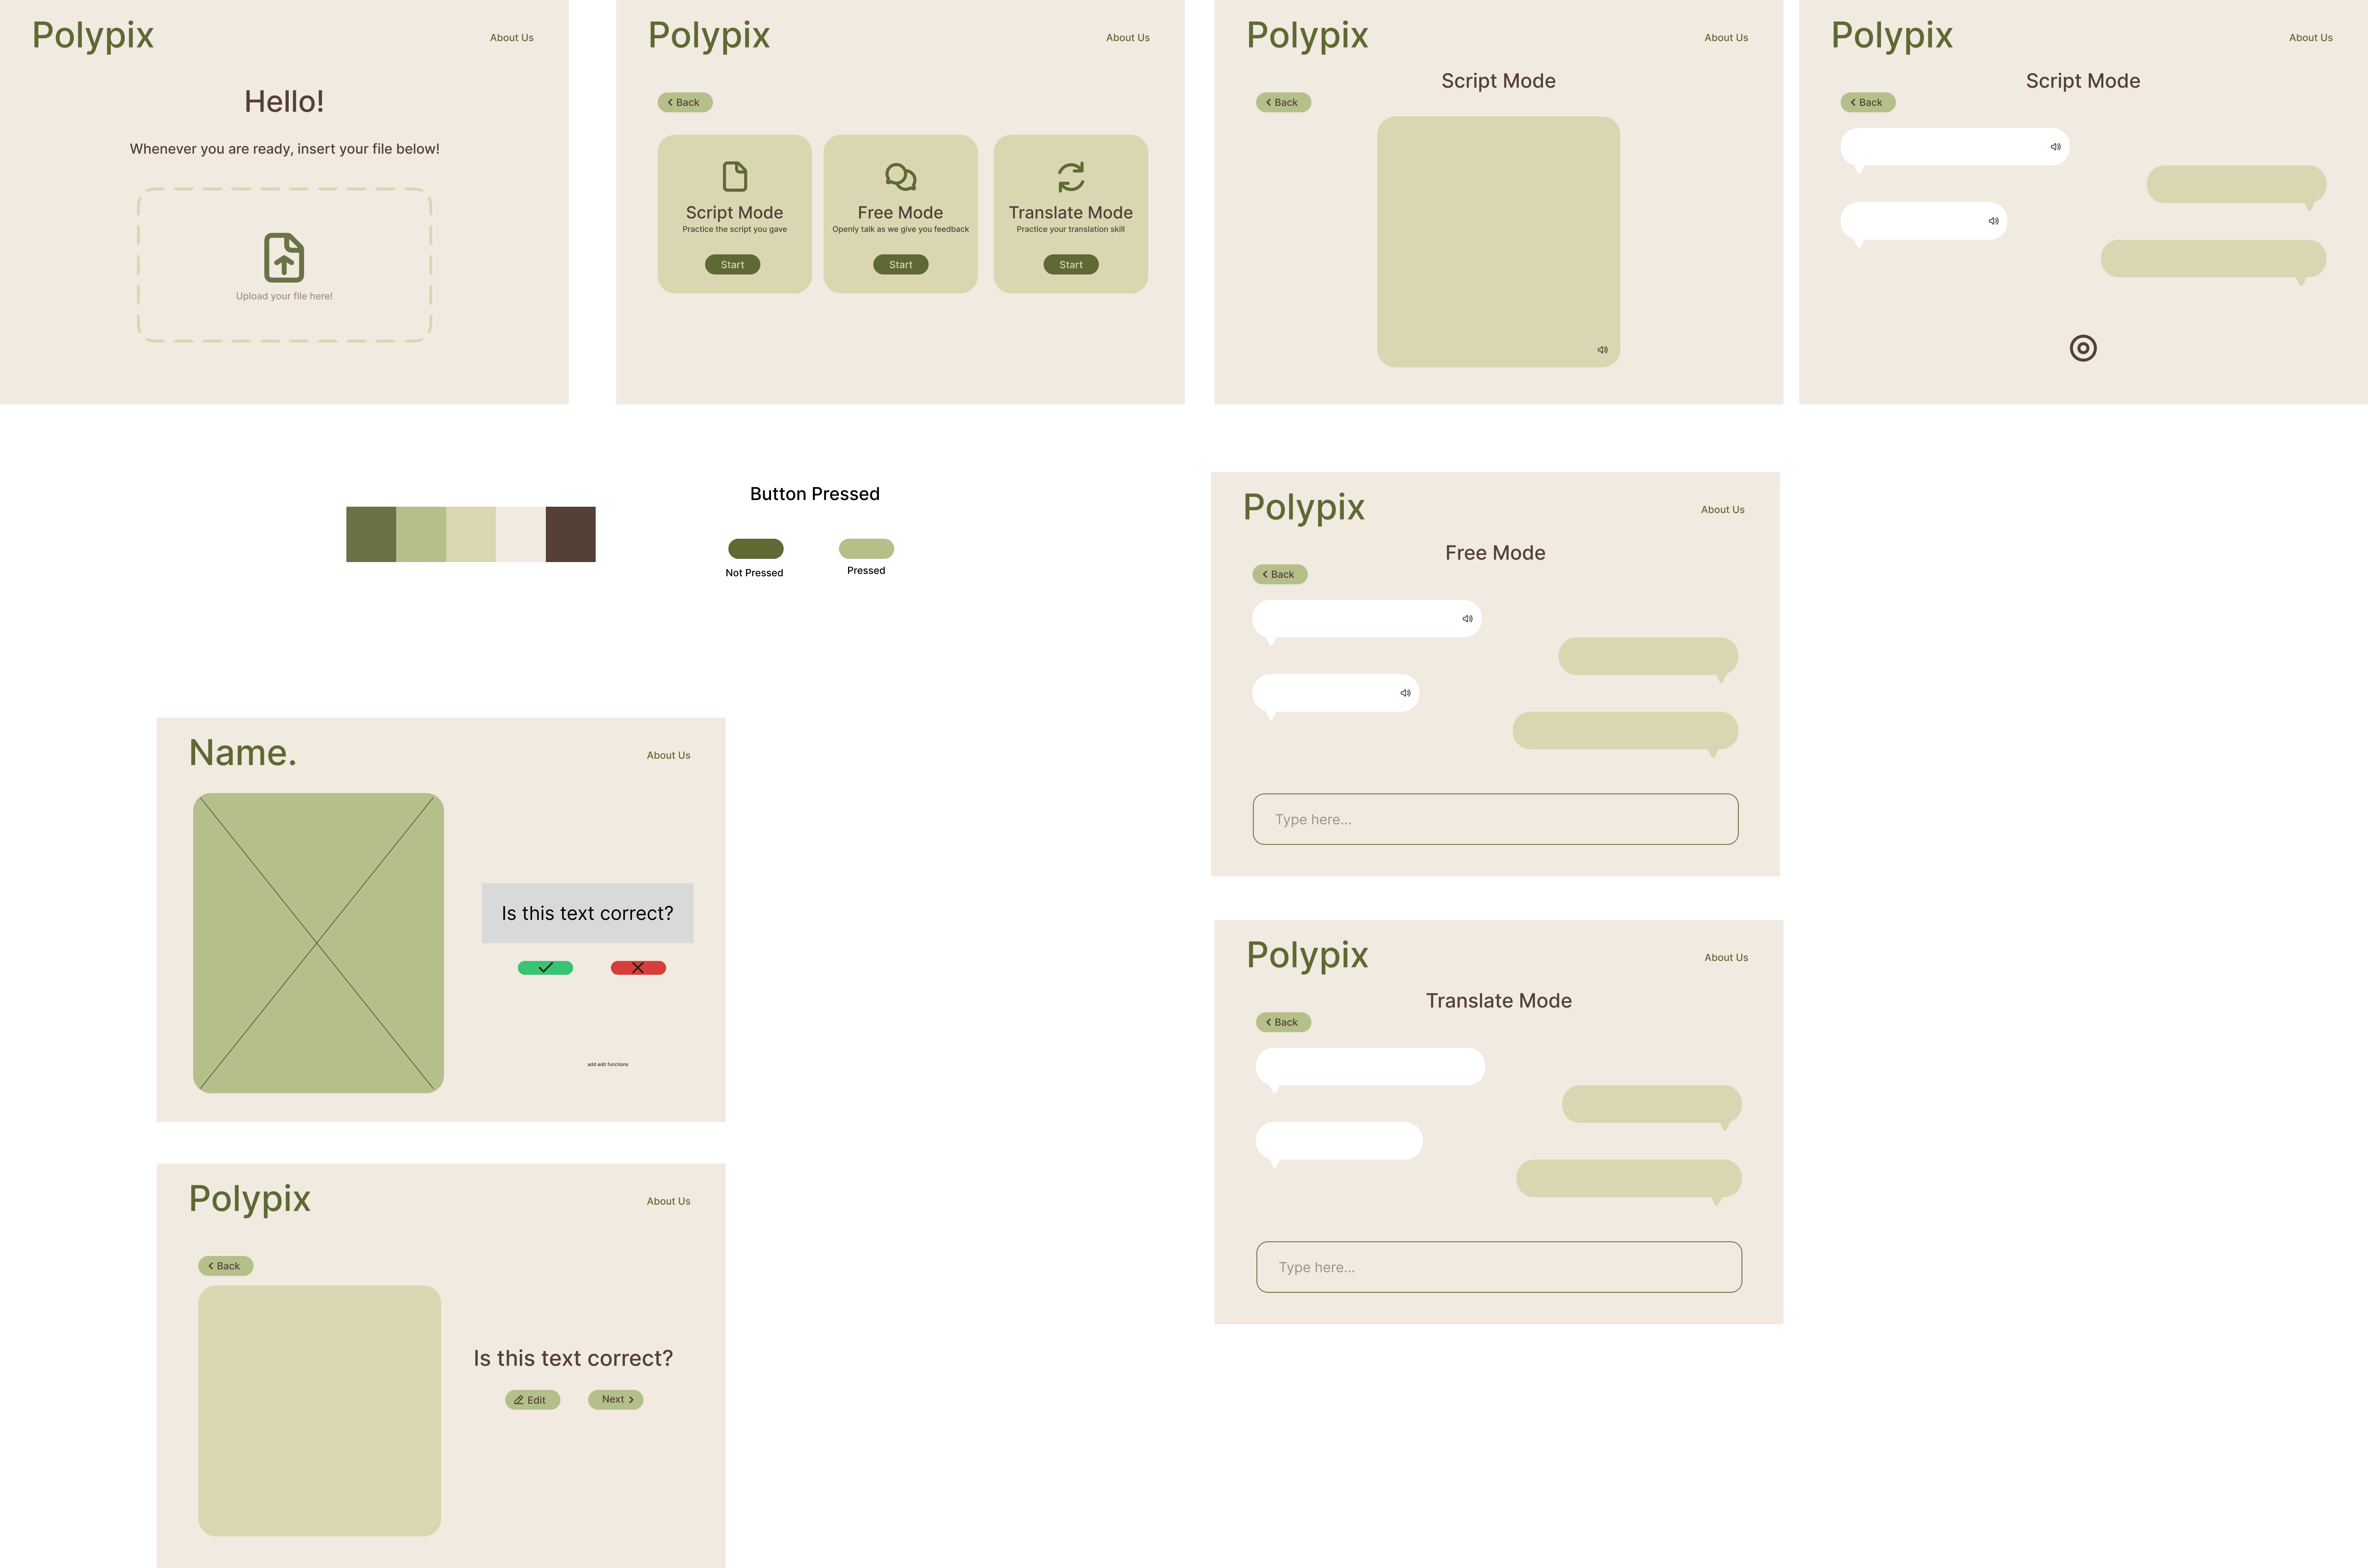 Polypix
About Us
Hello!
Whenever you are ready, insert your file below!
Upload your file here!
Polypix
About Us
Back
Script Mode
Practice the script you gave
Start
Free Mode
Openly talk as we give you feedback
Start
Translate Mode
Practice your translation skill
Start
Polypix
About Us
Script Mode
Back
Polypix
About Us
Script Mode
Back
Button Pressed
Not Pressed
Pressed
Polypix
About Us
Free Mode
Back
Type here...
Name.
About Us
Is this text correct?
add edit functions
Polypix
About Us
Translate Mode
Back
Type here...
Polypix
About Us
Back
Is this text correct?
Edit
Next